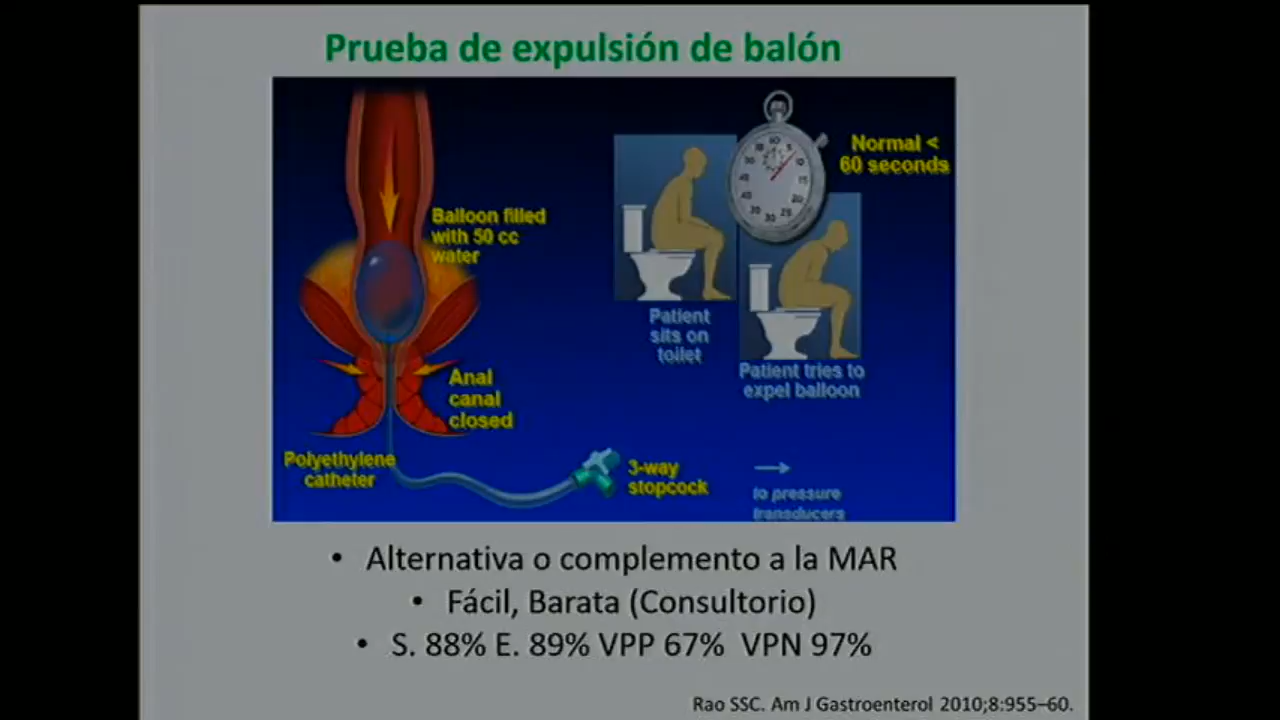 Prueba de expulsión de balón
Normal <
60 seconds
Balloon filled
with 50 cc
water
Patient
sits on
toilet
Patient tries to
expel balloon
Anal
canal
closed
Polyethylene
catheter
3-way
stopcock
to pressure
transducers
• Alternativa o complemento a la MAR
• Fácil, Barata (Consultorio)
• S. 88% E. 89% VPP 67% VPN 97%
Rao SSC. Am J Gastroenterol 2010;8:955–60.